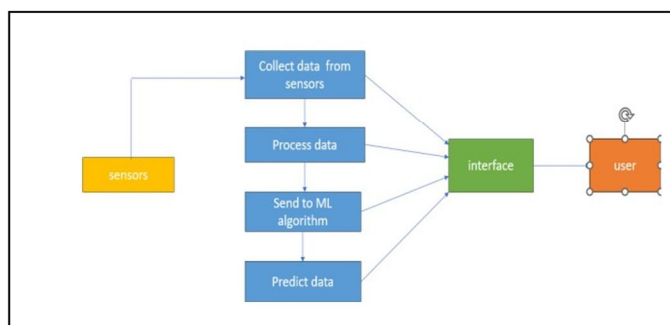 Collect data from
sensors
Process data
sensors
interface
user
Send to ML
algorithm
Predict data